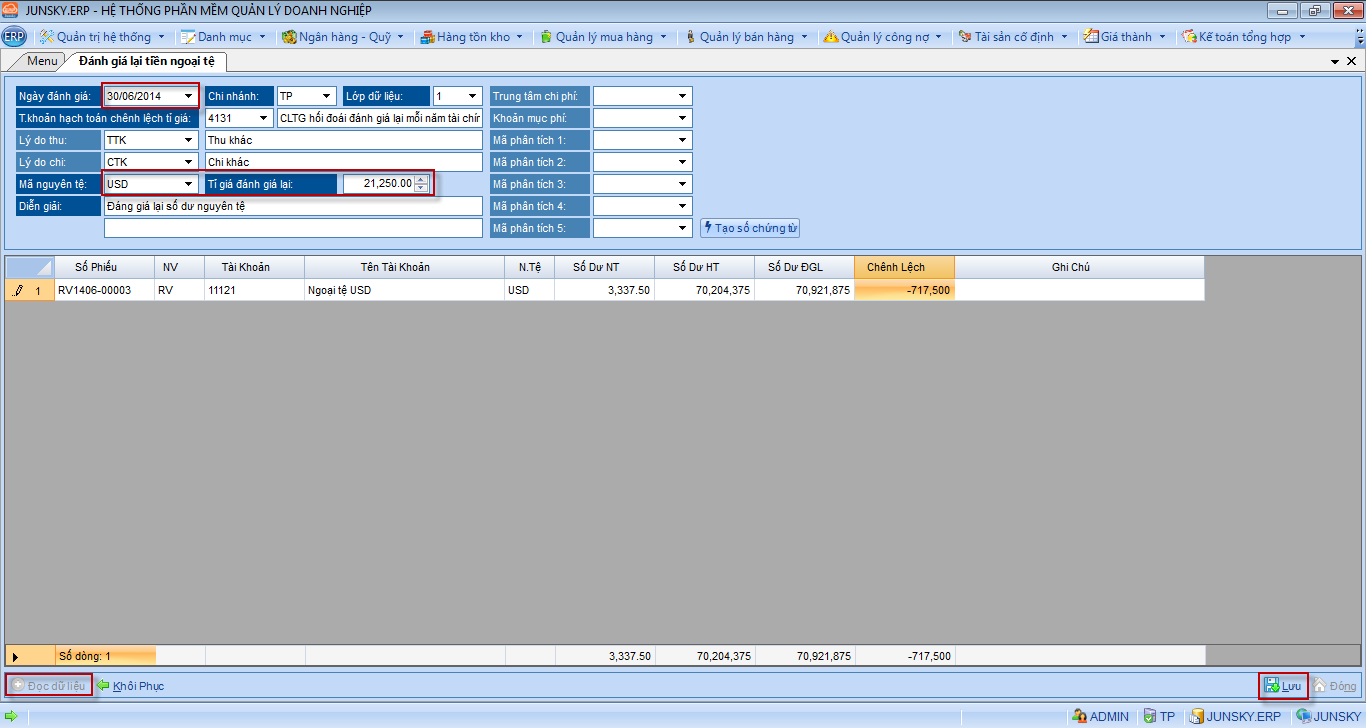 JUNSKY.ERP - HỆ THỐNG PHẦN MỀM QUẢN LÝ DOANH NGHIỆP
ERP Quản trị hệ thống Danh mục Ngân hàng - Quỹ Hàng tồn kho Quản lý mua hàng Quản lý bán hàng Quản lý công nợ Tài sản cố định Giá thành Kế toán tổng hợp
Menu Đánh giá lại tiền ngoại tệ
Ngày đánh giá: 30/06/2014 Chi nhánh: TP Lớp dữ liệu: 1 Trung tâm chi phí:
T.khoản hạch toán chênh lệch tỉ giá: 4131 CLTG hối đoái đánh giá lại mỗi năm tài chín Khoản mục phí:
Lý do thu: TTK Thu khác Mã phân tích 1:
Lý do chi: CTK Chi khác Mã phân tích 2:
Mã nguyên tệ: USD Tỉ giá đánh giá lại: 21,250.00 Mã phân tích 3:
Diễn giải: Đáng giá lại số dư nguyên tệ Mã phân tích 4:
Mã phân tích 5: Tạo số chứng từ
Số Phiếu NV Tài Khoản Tên Tài Khoản N.Tệ Số Dư NT Số Dư HT Số Dư ĐGL Chênh Lệch Ghi Chú
1 RV1406-00003 RV 11121 Ngoại tệ USD USD 3,337.50 70,204,375 70,921,875 -717,500
Số dòng: 1 3,337.50 70,204,375 70,921,875 -717,500
Đọc dữ liệu Khôi Phục Lưu Đóng
ADMIN TP JUNSKY.ERP JUNSKY